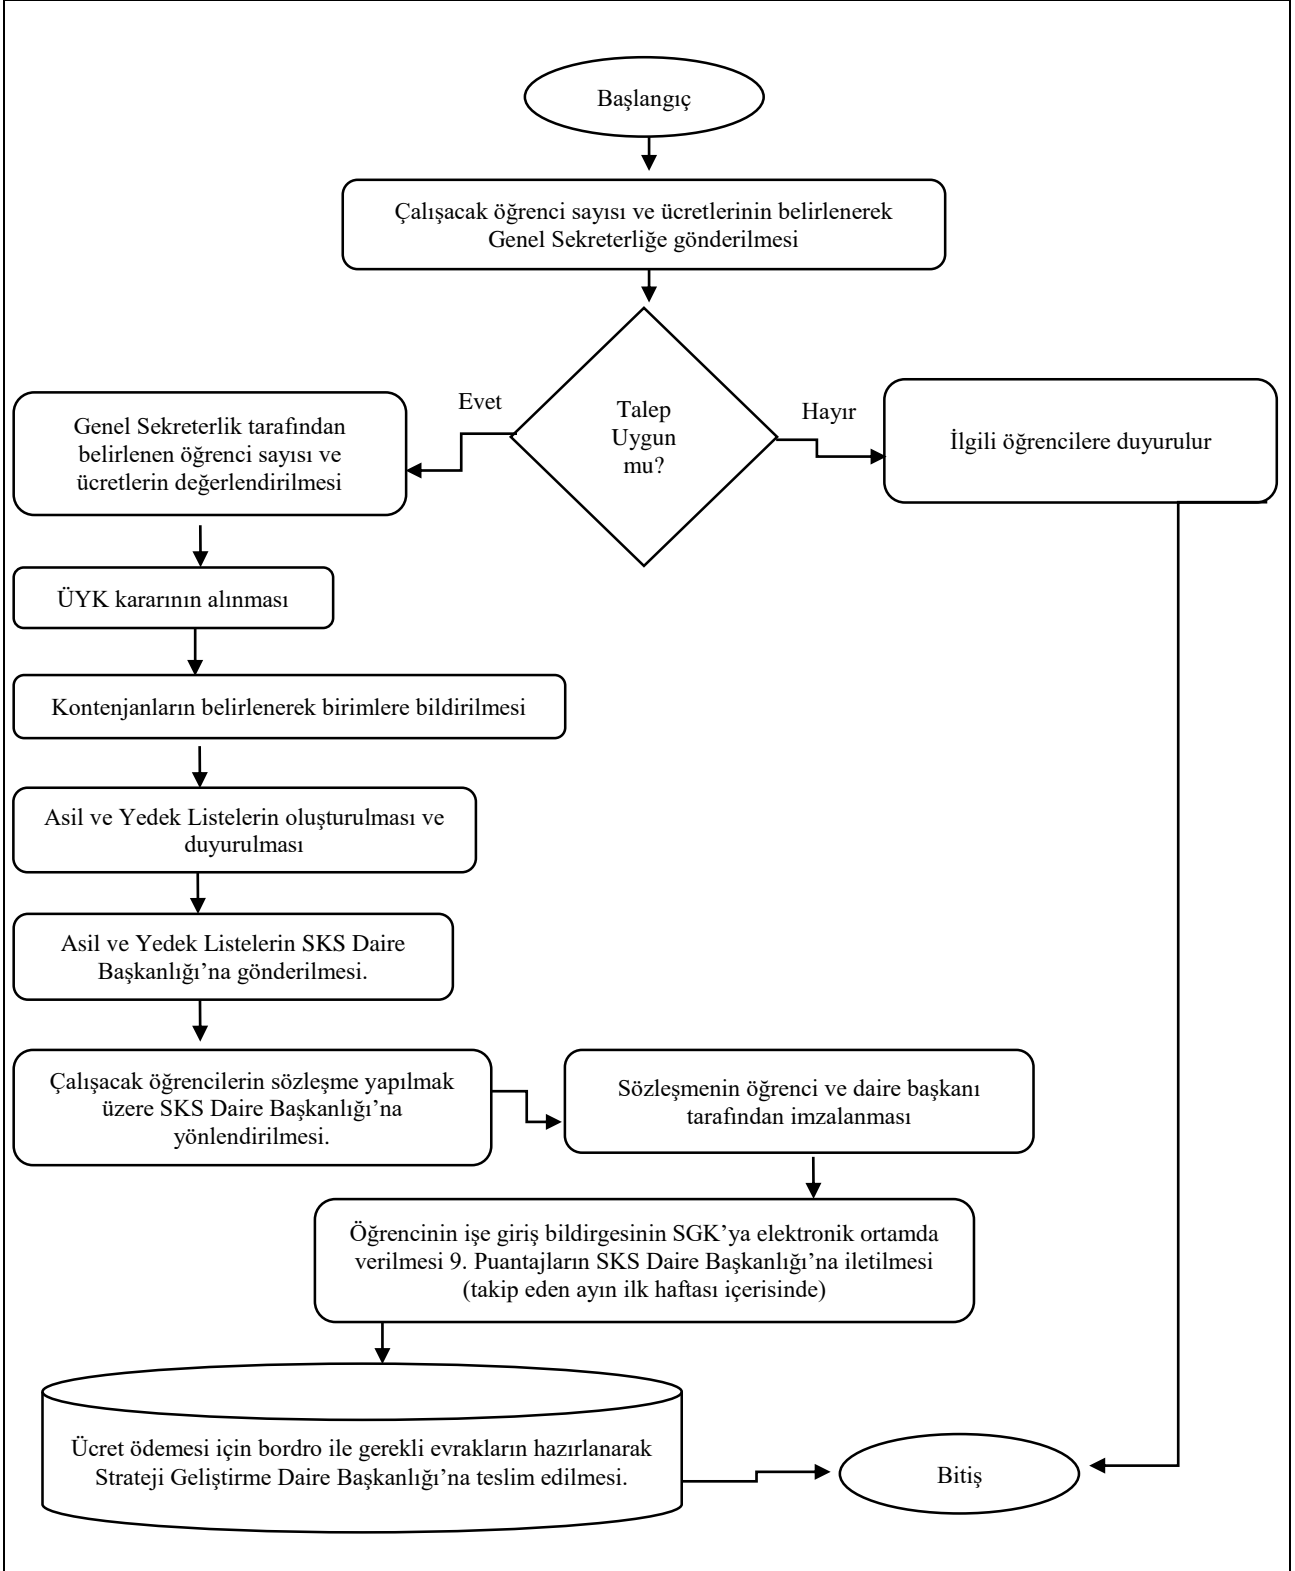 Başlangıç
Çalışacak öğrenci sayısı ve ücretlerinin belirlenerek
Genel Sekreterliğe gönderilmesi
Evet
Talep
Uygun
mu?
Hayır
Genel Sekreterlik tarafından
belirlenen öğrenci sayısı ve
ücretlerin değerlendirilmesi
İlgili öğrencilere duyurulur
ÜYK kararının alınması
Kontenjanların belirlenerek birimlere bildirilmesi
Asil ve Yedek Listelerin oluşturulması ve
duyurulması
Asil ve Yedek Listelerin SKS Daire
Başkanlığı’na gönderilmesi.
Çalışacak öğrencilerin sözleşme yapılmak
üzere SKS Daire Başkanlığı’na
yönlendirilmesi.
Sözleşmenin öğrenci ve daire başkanı
tarafından imzalanması
Öğrencinin işe giriş bildirgesinin SGK’ya elektronik ortamda
verilmesi 9. Puantajların SKS Daire Başkanlığı’na iletilmesi
(takip eden ayın ilk haftası içerisinde)
Ücret ödemesi için bordro ile gerekli evrakların hazırlanarak
Strateji Geliştirme Daire Başkanlığı’na teslim edilmesi.
Bitiş